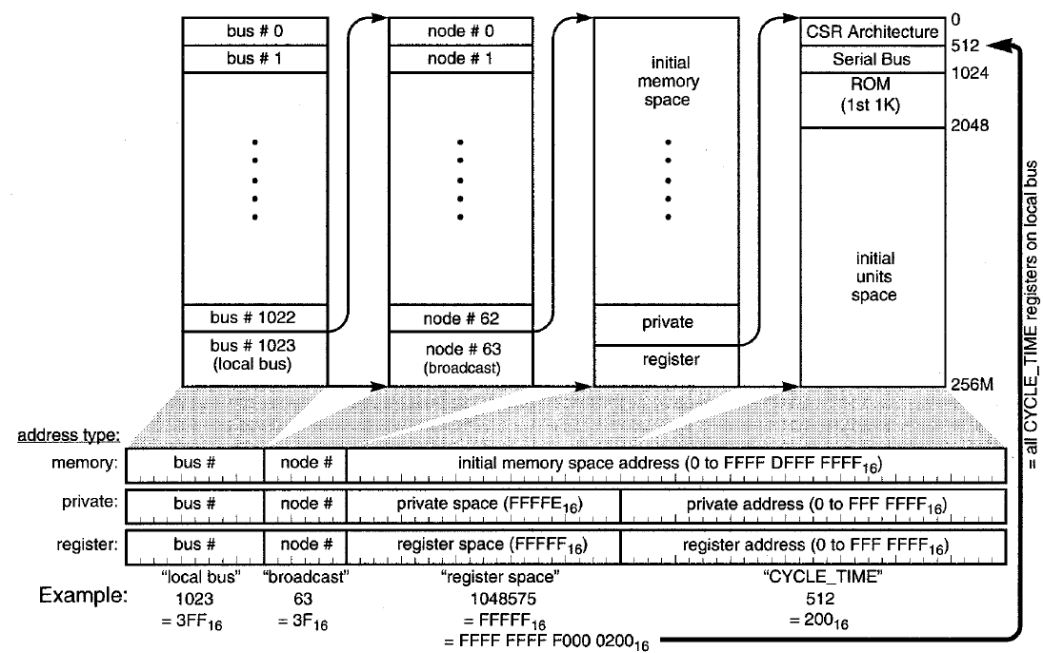 bus # 0
bus # 1
bus # 1022
bus # 1023
(local bus)
node # 0
node # 1
node # 62
node # 63
(broadcast)
initial
memory
space
private
register
CSR Architecture
Serial Bus
ROM
(1st 1K)
initial
units
space
0
512
1024
2048
256M
= all CYCLE_TIME registers on local bus
address type:
memory: bus # node # initial memory space address (0 to FFFF DFFF FFFF16)
private: bus # node # private space (FFFFE16) private address (0 to FFF FFFF16)
register: bus # node # register space (FFFFF16) register address (0 to FFF FFFF16)
"local bus" "broadcast" "register space" "CYCLE_TIME"
Example: 1023 63 1048575 512
= 3FF16 = 3F16 = FFFFF16 = 20016
= FFFF FFFF F000 020016